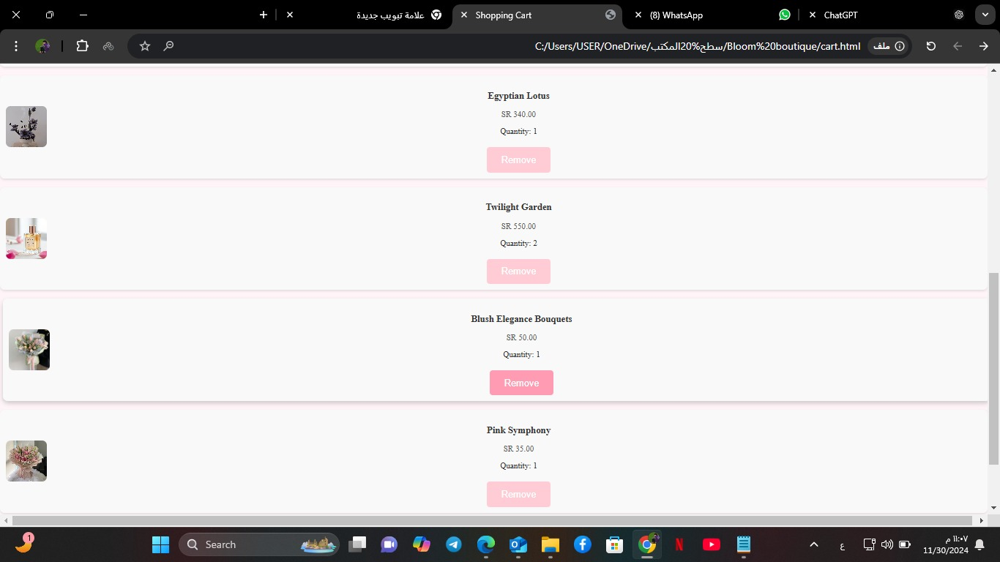 علامة تبويب جديدة
Shopping Cart
(8) WhatsApp
ChatGPT
C:/Users/USER/OneDrive/سطح%20المكتب/Bloom%20boutique/cart.html
ملف
Egyptian Lotus
SR 340.00
Quantity: 1
Remove
Twilight Garden
SR 550.00
Quantity: 2
Remove
Blush Elegance Bouquets
SR 50.00
Quantity: 1
Remove
Pink Symphony
SR 35.00
Quantity: 1
Remove
1
Search
ع
١١:٠٧ م
11/30/2024